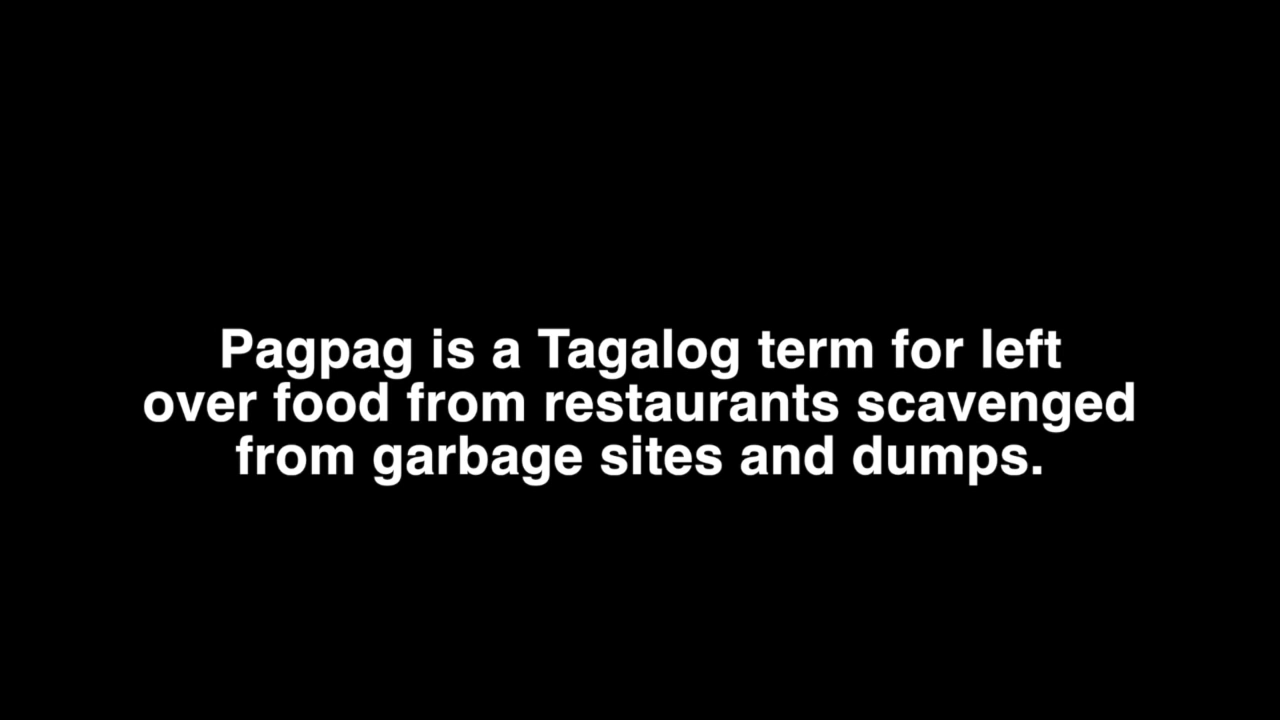 Pagpag is a Tagalog term for left
over food from restaurants scavenged
from garbage sites and dumps.